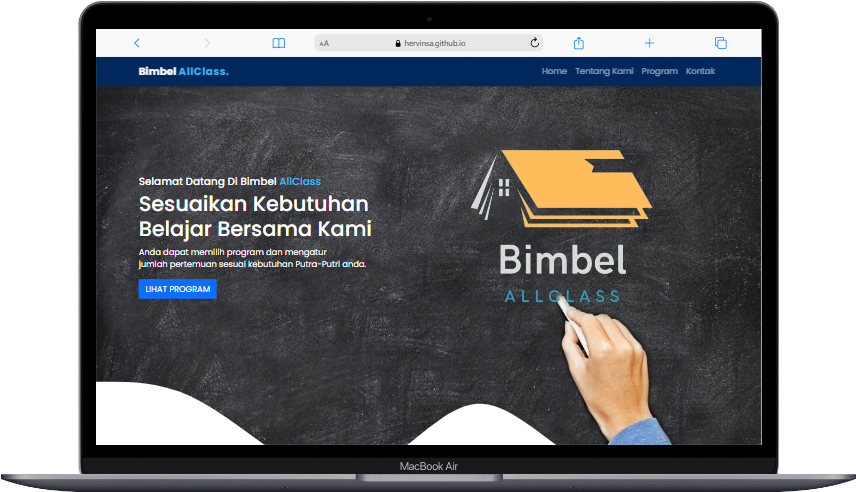 AA
hervinsa.github.io
Bimbel AllClass.
Home Tentang Kami Program Kontak
Selamat Datang Di Bimbel AllClass
Sesuaikan Kebutuhan
Belajar Bersama Kami
Anda dapat memilih program dan mengatur
jumlah pertemuan sesuai kebutuhan Putra-Putri anda.
LIHAT PROGRAM
Bimbel
ALLCLASS
MacBook Air